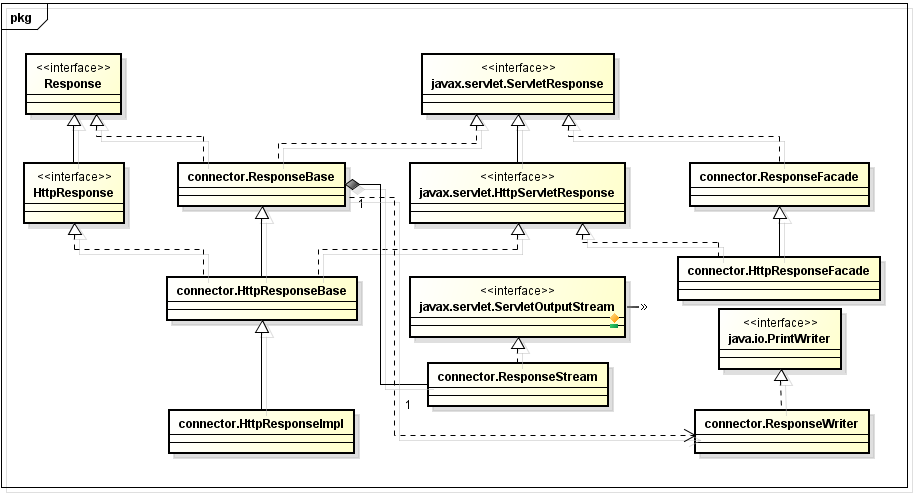 pkg
<<interface>>
Response
<<interface>>
javax.servlet.ServletResponse
<<interface>>
HttpResponse
connector.ResponseBase
1
<<interface>>
javax.servlet.HttpServletResponse
connector.ResponseFacade
connector.HttpResponseBase
<<interface>>
javax.servlet.ServletOutputStream
connector.HttpResponseFacade
<<interface>>
java.io.PrintWriter
connector.ResponseStream
1
connector.HttpResponseImpl
connector.ResponseWriter